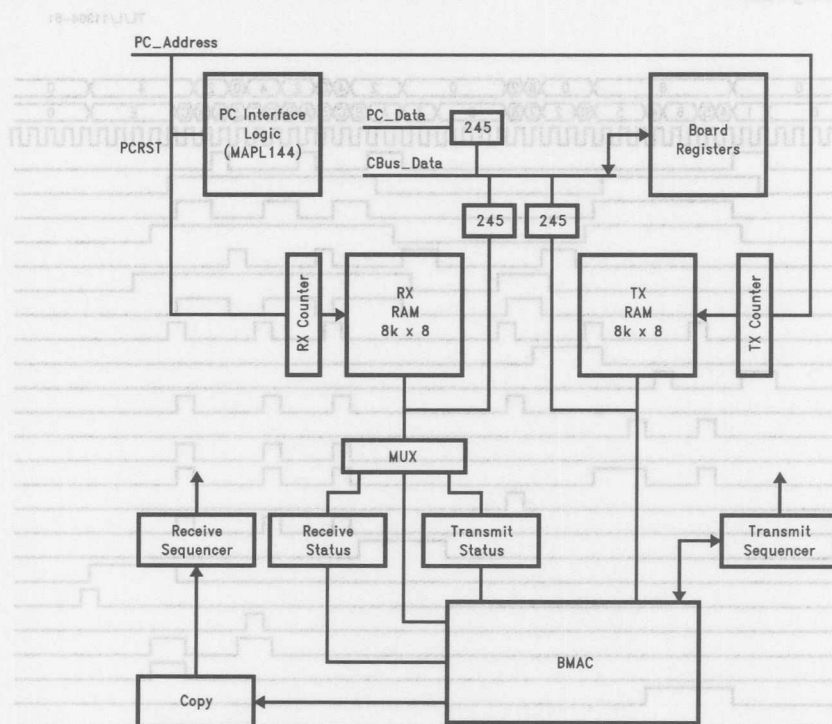 PC_Address
PC Interface
Logic
(MAPL144)
PC_Data
245
Board
Registers
PCRST
CBus_Data
245
245
RX Counter
RX
RAM
8k x 8
TX
RAM
8k x 8
TX Counter
MUX
Receive
Sequencer
Receive
Status
Transmit
Status
Transmit
Sequencer
BMAC
Copy